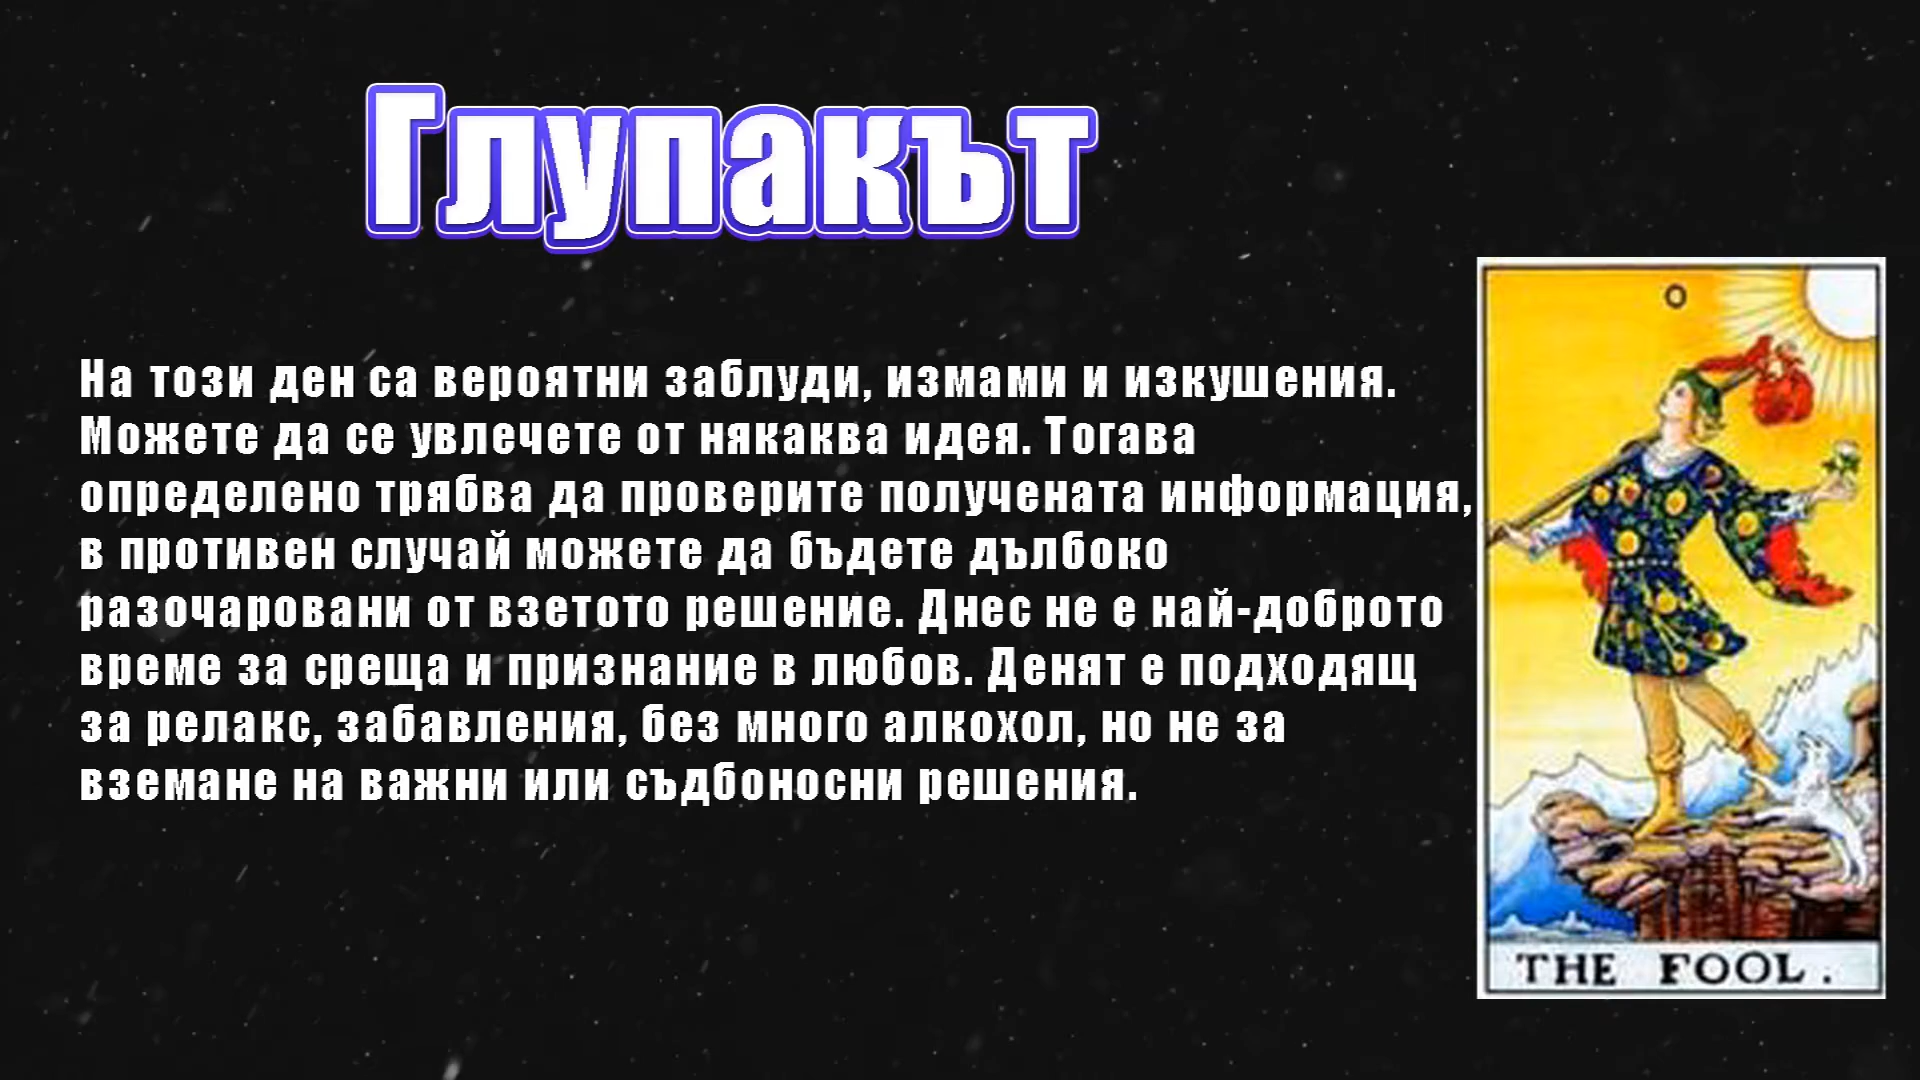 Глупакът
На този ден са вероятни заблуди, измами и изкушения.
Можете да се увлечете от някаква идея. Тогава
определено трябва да проверите получената информация,
в противен случай можете да бъдете дълбоко
разочаровани от взетото решение. Днес не е най-доброто
време за среща и признание в любов. Денят е подходящ
за релакс, забавления, без много алкохол, но не за
вземане на важни или съдбоносни решения.
0
THE FOOL.